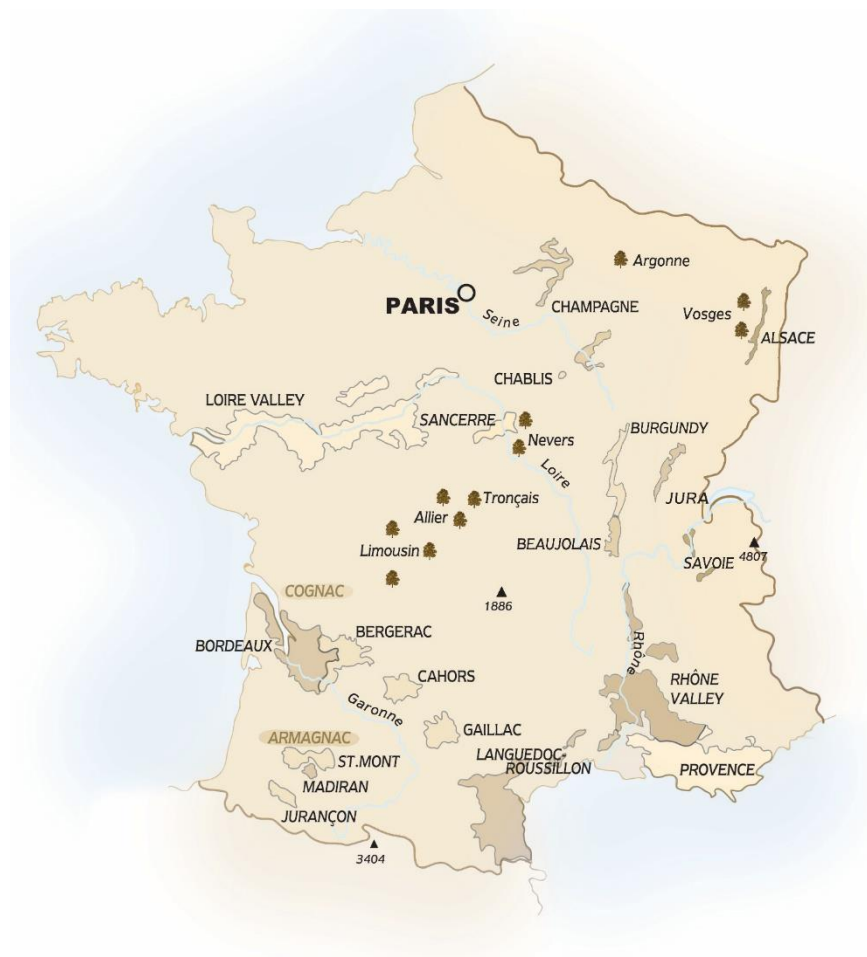 Argonne
PARIS
Seine
CHAMPAGNE
Vosges
ALSACE
CHABLIS
LOIRE VALLEY
SANCERRE
BURGUNDY
Nevers
Loire
Tronçais
JURA
Allier
Limousin
BEAUJOLAIS
SAVOIE
4807
COGNAC
1886
BORDEAUX
BERGERAC
Rhône
CAHORS
RHÔNE
VALLEY
Garonne
ARMAGNAC
GAILLAC
ST.MONT
LANGUEDOC-
ROUSSILLON
PROVENCE
MADIRAN
JURANÇON
3404